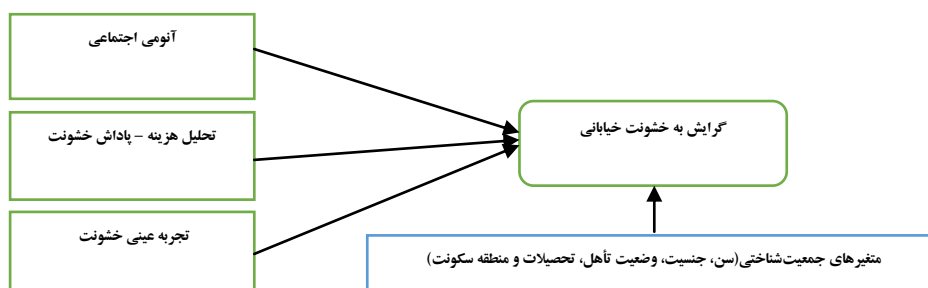 آنومی اجتماعی
تحلیل هزینه – پاداش خشونت
گرایش به خشونت خیابانی
تجربه عینی خشونت
متغیرهای جمعیت‌شناختی(سن، جنسیت، وضعیت تأهل، تحصیلات و منطقه سکونت)